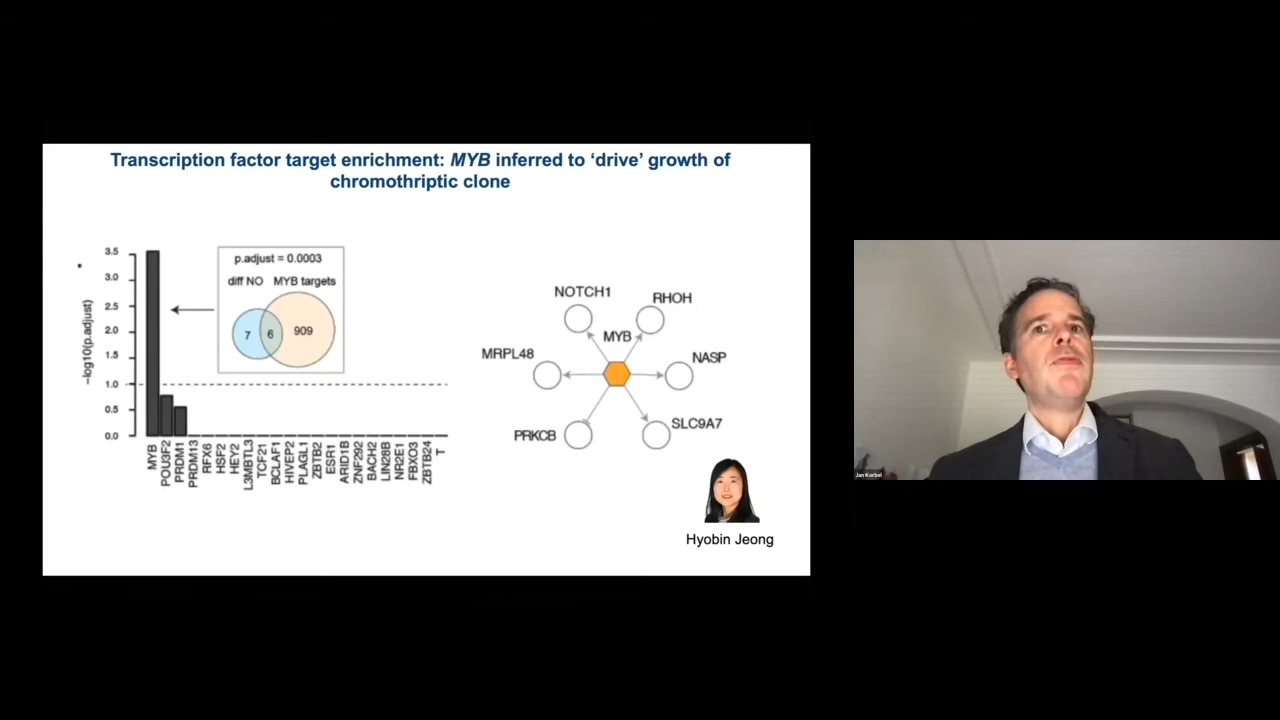 Transcription factor target enrichment: MYB inferred to ‘drive’ growth of
chromothriptic clone
−log10(p.adjust)
3.5
3.0
2.5
2.0
1.5
1.0
0.5
0.0
p.adjust = 0.0003
diff NO MYB targets
7 6 909
MYB
POU3F2
PRDM1
PRDM13
RFX6
HSF2
HEY2
L3MBTL3
TCF21
BCLAF1
HIVEP2
PLAGL1
ZBTB2
ESR1
ARID1B
ZNF292
BACH2
LIN28B
NR2E1
FBXO3
ZBTB24
T
NOTCH1
RHOH
MYB
MRPL48
NASP
PRKCB
SLC9A7
Hyobin Jeong
Jan Korbel